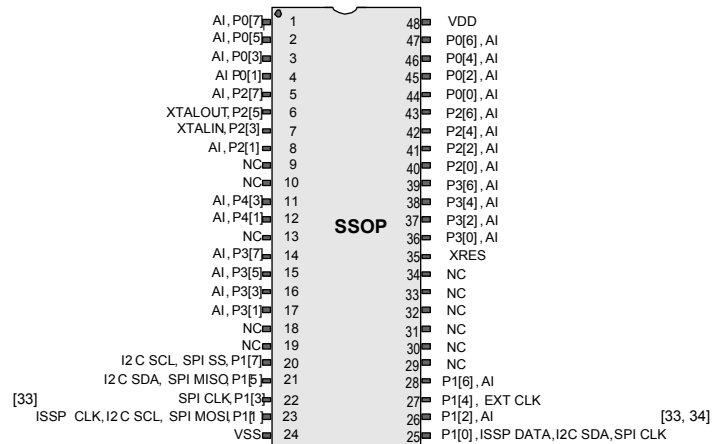 AI, P0[7] 1 48 VDD
AI, P0[5] 2 47 P0[6], AI
AI, P0[3] 3 46 P0[4], AI
AI P0[1] 4 45 P0[2], AI
AI, P2[7] 5 44 P0[0], AI
XTALOUT, P2[5] 6 43 P2[6], AI
XTALIN, P2[3] 7 42 P2[4], AI
AI, P2[1] 8 41 P2[2], AI
NC 9 40 P2[0], AI
NC 10 39 P3[6], AI
AI, P4[3] 11 38 P3[4], AI
AI, P4[1] 12 SSOP 37 P3[2], AI
NC 13 36 P3[0], AI
AI, P3[7] 14 35 XRES
AI, P3[5] 15 34 NC
AI, P3[3] 16 33 NC
AI, P3[1] 17 32 NC
NC 18 31 NC
NC 19 30 NC
I2C SCL, SPI SS, P1[7] 20 29 NC
I2C SDA, SPI MISO, P1[5] 21 28 P1[6], AI
[33] SPI CLK, P1[3] 22 27 P1[4], EXT CLK
ISSP CLK, I2C SCL, SPI MOSI, P1[1] 23 26 P1[2], AI [33, 34]
VSS 24 25 P1[0], ISSP DATA, I2C SDA, SPI CLK